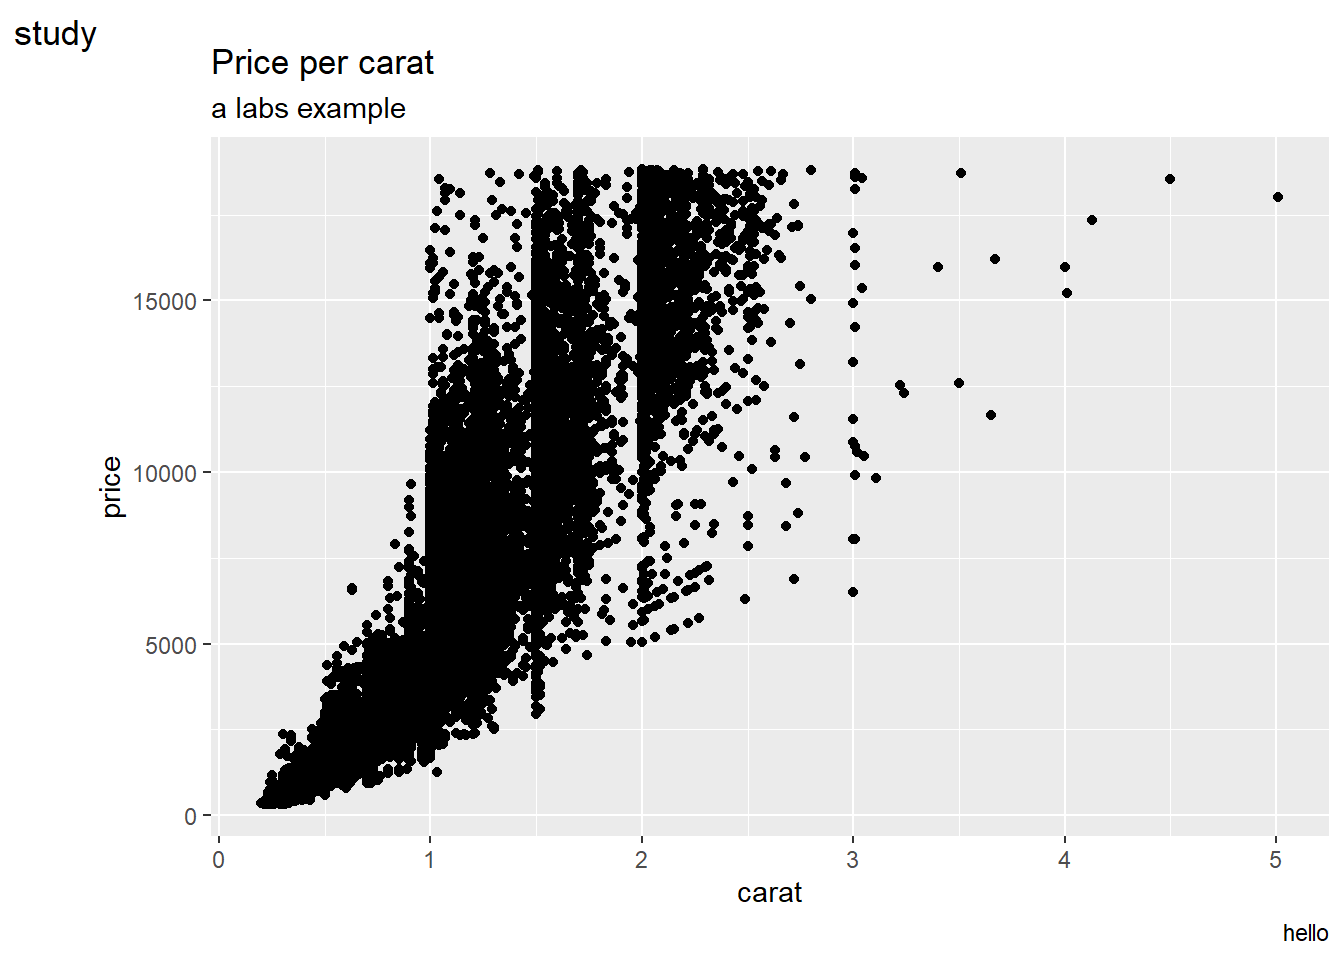 study
Price per carat
a labs example
price
15000
10000
5000
0
0 1 2 3 4 5
carat
hello